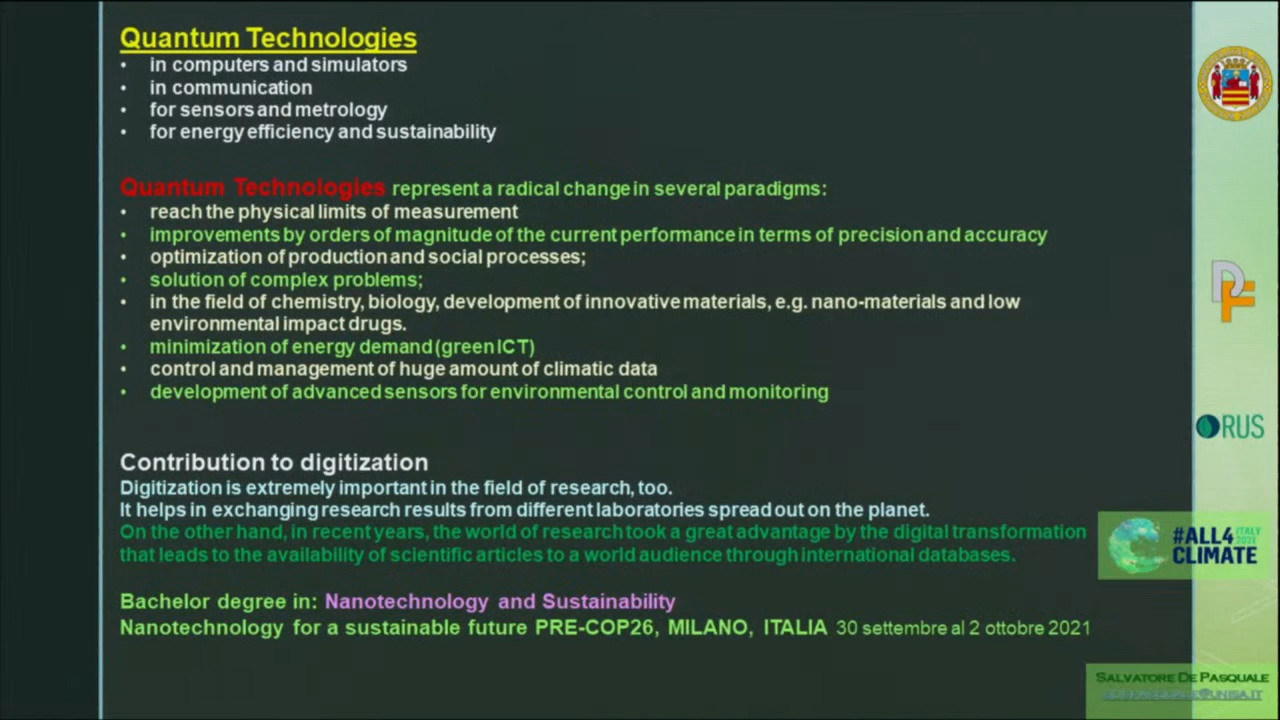 Quantum Technologies
• in computers and simulators
• in communication
• for sensors and metrology
• for energy efficiency and sustainability
Quantum Technologies represent a radical change in several paradigms:
• reach the physical limits of measurement
• improvements by orders of magnitude of the current performance in terms of precision and accuracy
• optimization of production and social processes;
• solution of complex problems;
• in the field of chemistry, biology, development of innovative materials, e.g. nano-materials and low
environmental impact drugs.
• minimization of energy demand (green ICT)
• control and management of huge amount of climatic data
• development of advanced sensors for environmental control and monitoring
Contribution to digitization
Digitization is extremely important in the field of research, too.
It helps in exchanging research results from different laboratories spread out on the planet.
On the other hand, in recent years, the world of research took a great advantage by the digital transformation
that leads to the availability of scientific articles to a world audience through international databases.
Bachelor degree in: Nanotechnology and Sustainability
Nanotechnology for a sustainable future PRE-COP26, MILANO, ITALIA 30 settembre al 2 ottobre 2021
DF
RUS
#ALL4 ITALY
CLIMATE 2021
SALVATORE DE PASQUALE